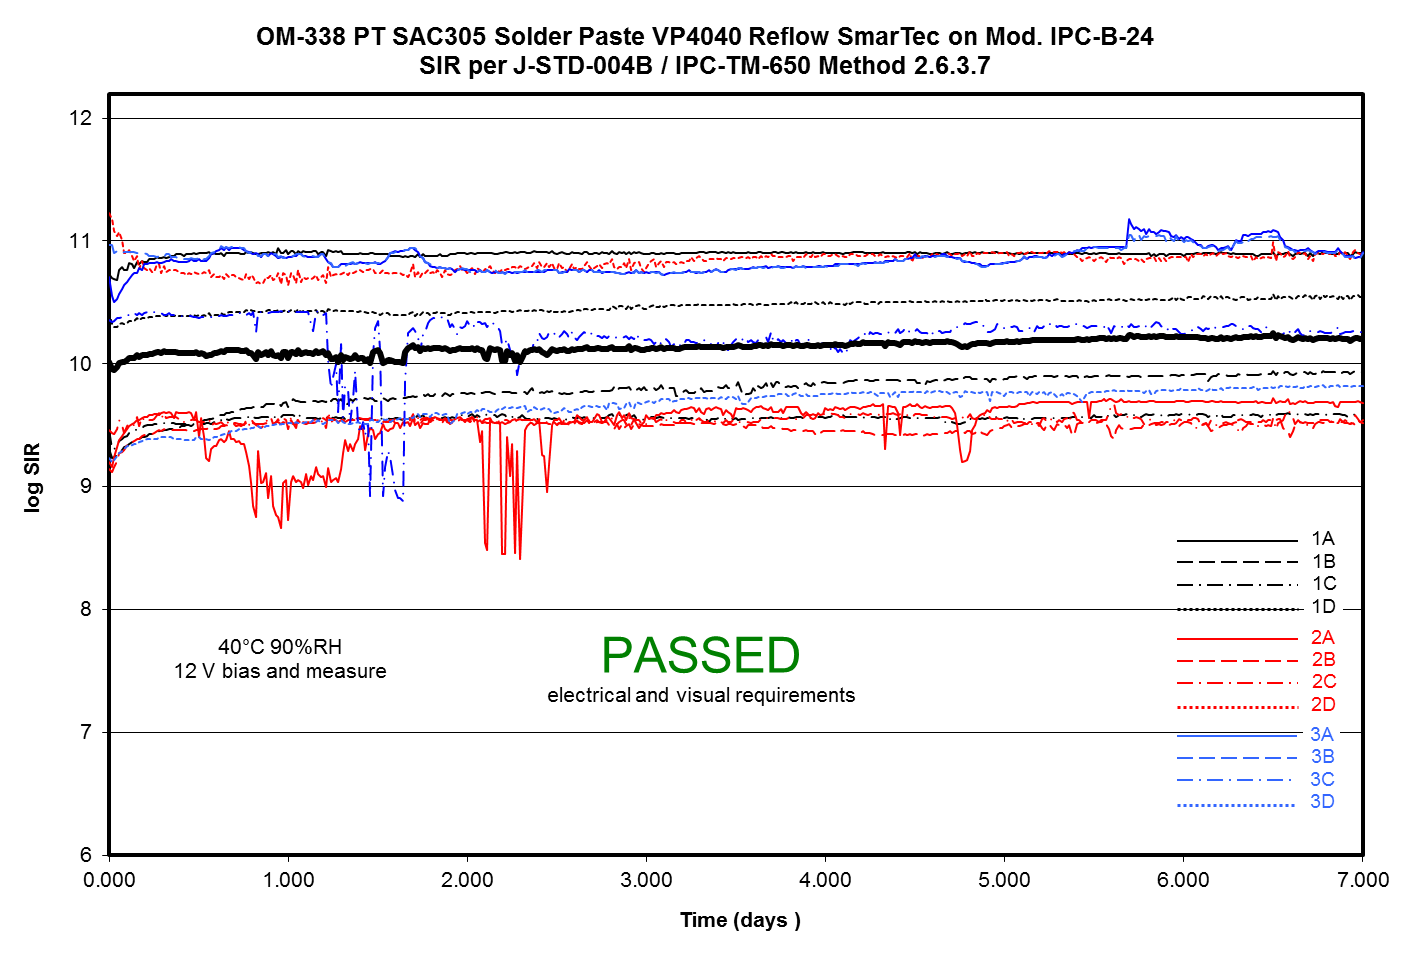 OM-338 PT SAC305 Solder Paste VP4040 Reflow SmarTec on Mod. IPC-B-24
SIR per J-STD-004B / IPC-TM-650 Method 2.6.3.7
12
11
10
9
8
7
6
log SIR
0.000 1.000 2.000 3.000 4.000 5.000 6.000 7.000
Time (days )
40°C 90%RH
12 V bias and measure
PASSED
electrical and visual requirements
1A
1B
1C
1D
2A
2B
2C
2D
3A
3B
3C
3D